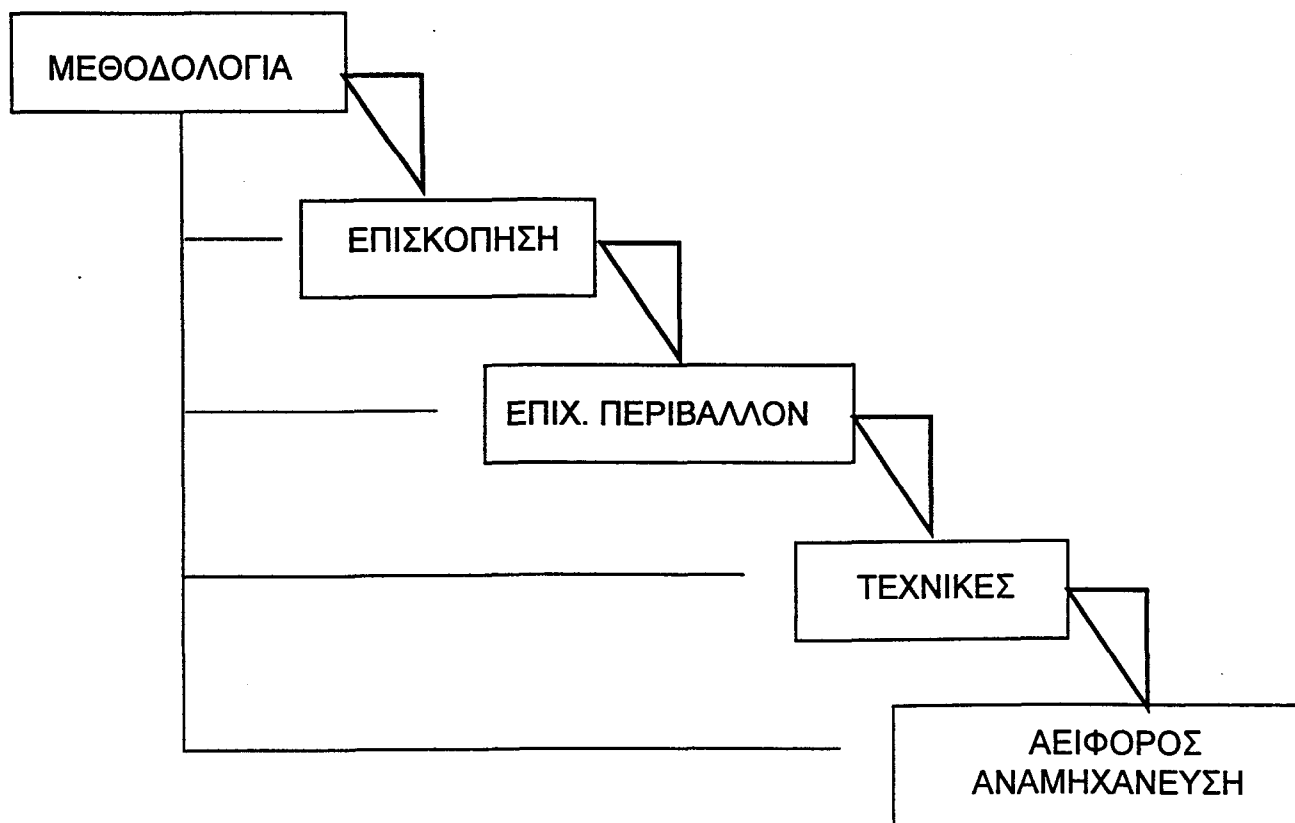 ΜΕΘΟΔΟΛΟΓΙΑ
ΕΠΙΣΚΟΠΗΣΗ
ΕΠΙΧ. ΠΕΡΙΒΑΛΛΟΝ
ΤΕΧΝΙΚΕΣ
ΑΕΙΦΟΡΟΣ
ΑΝΑΜΗΧΑΝΕΥΣΗ